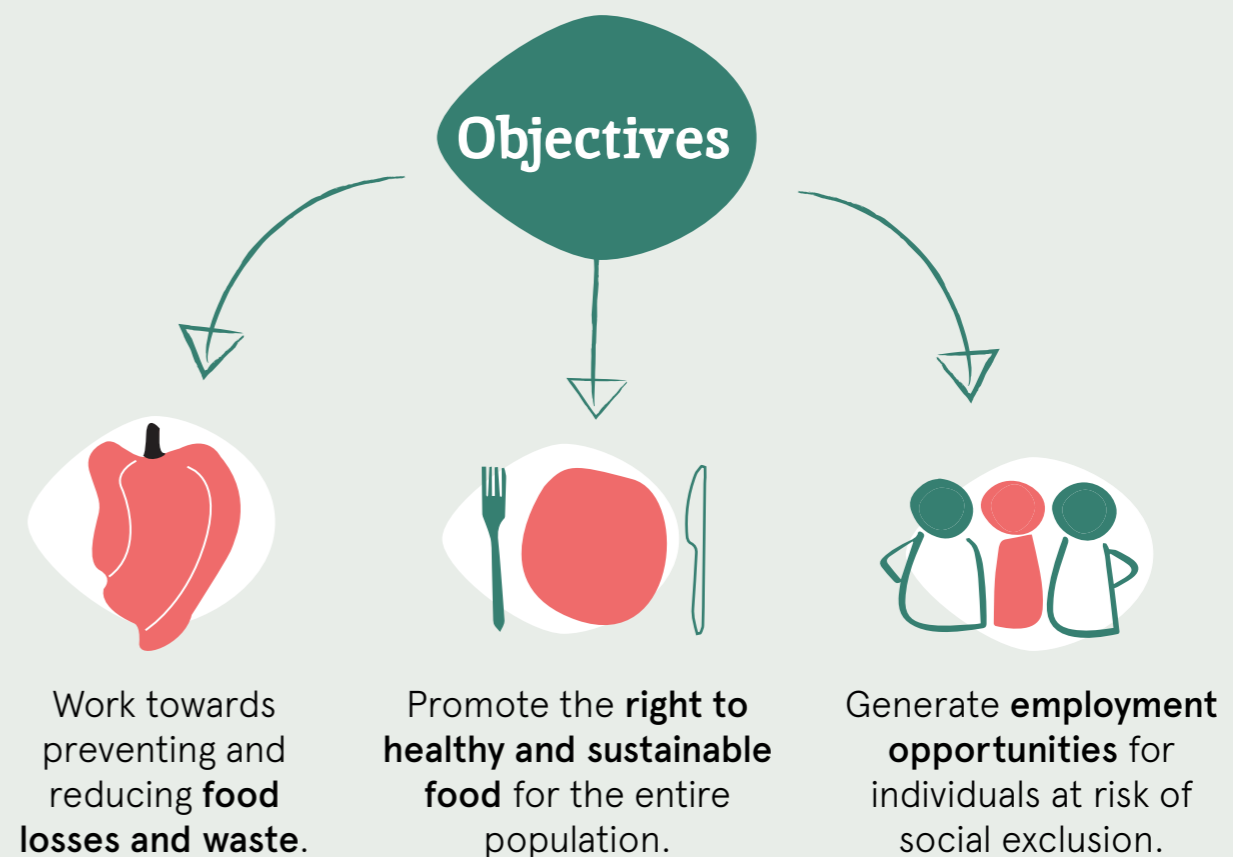 Objectives
Work towards
preventing and
reducing food
losses and waste.
Promote the right to
healthy and sustainable
food for the entire
population.
Generate employment
opportunities for
individuals at risk of
social exclusion.